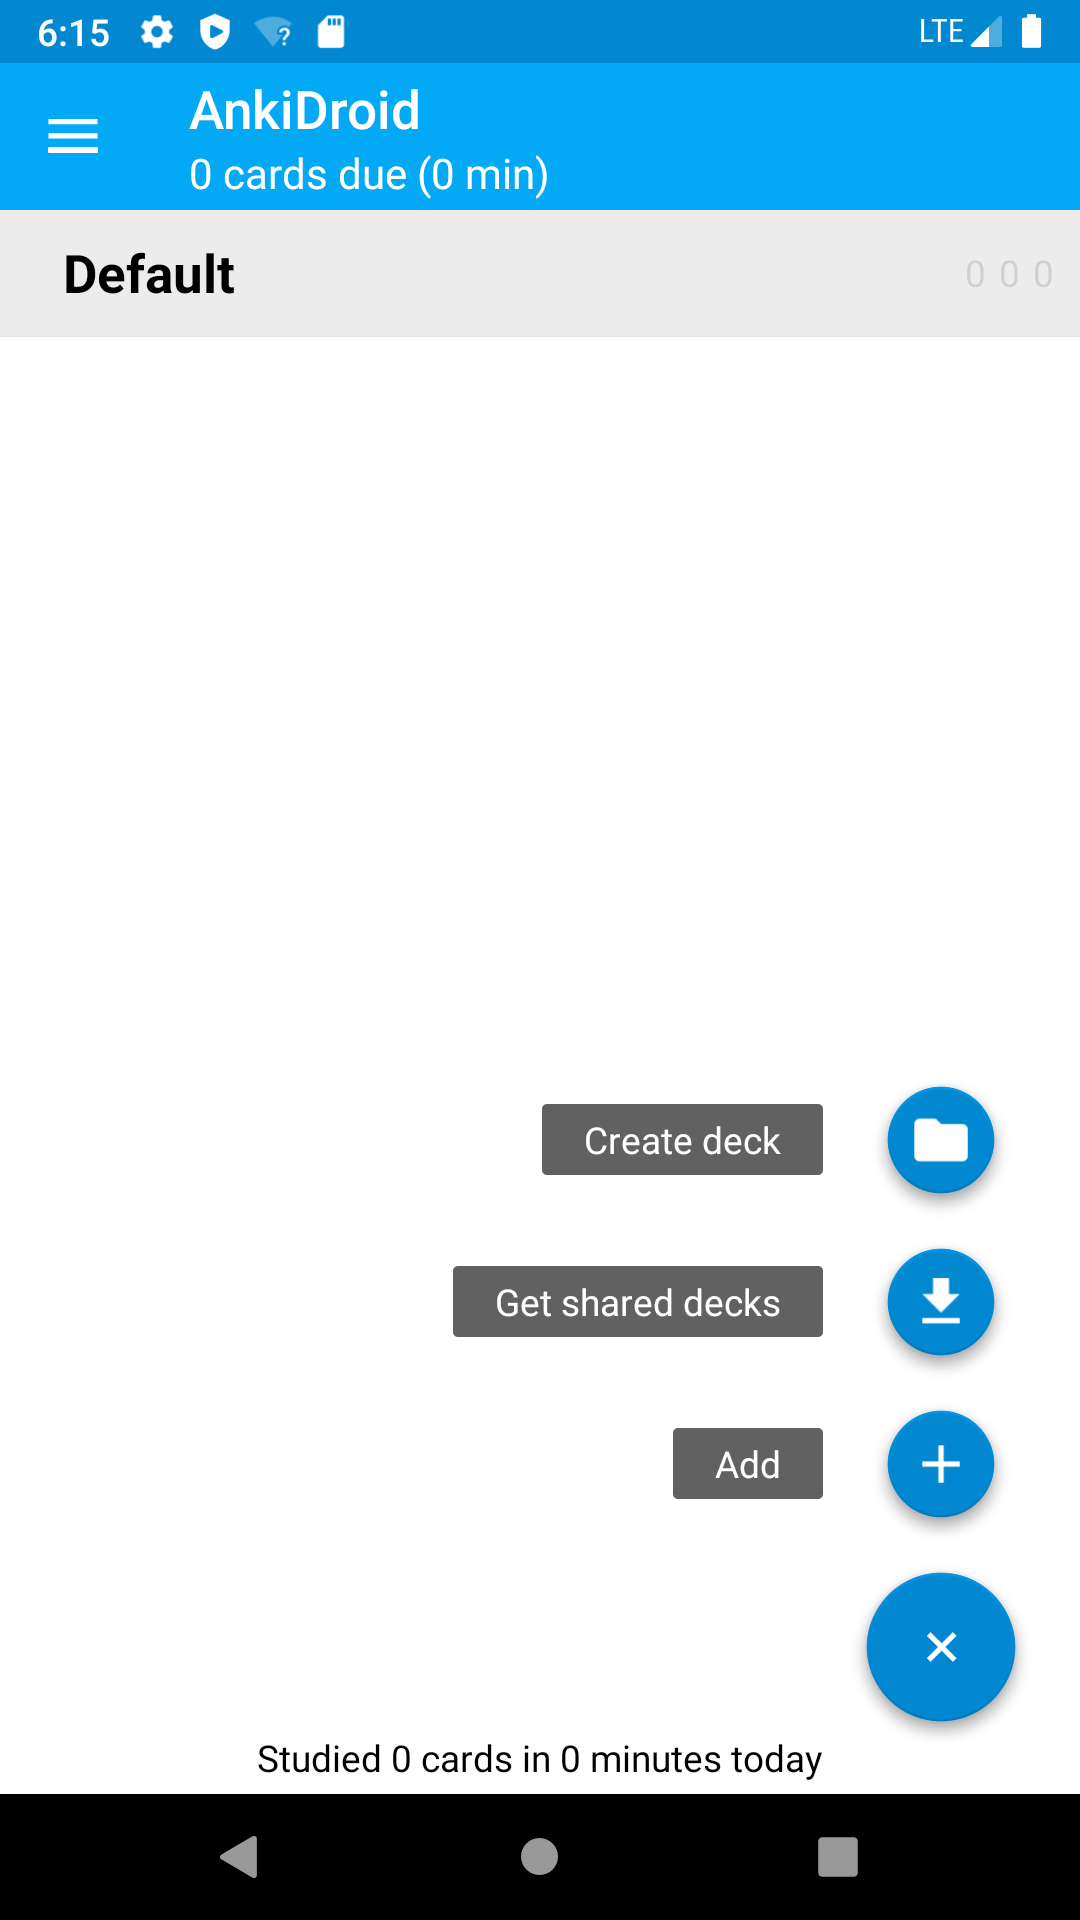 6:15
LTE
AnkiDroid
0 cards due (0 min)
Default
0 0 0
Create deck
Get shared decks
Add
Studied 0 cards in 0 minutes today